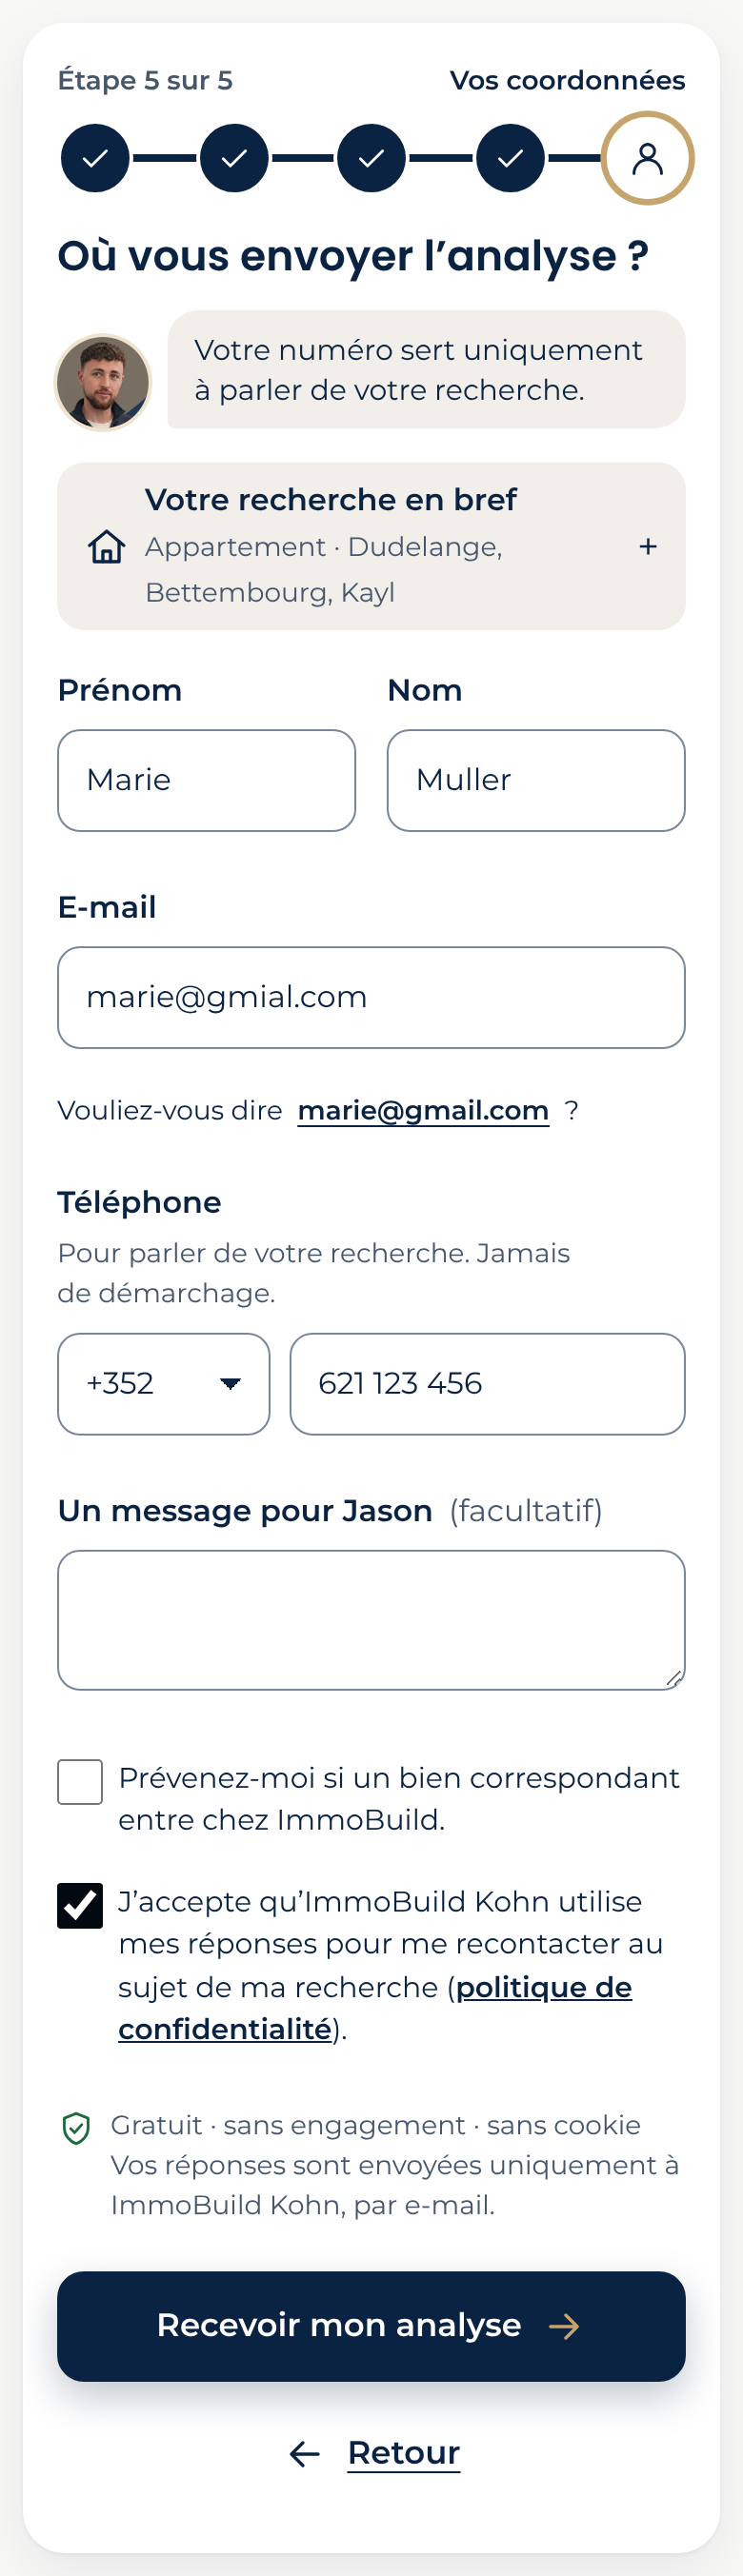 Étape 5 sur 5
Vos coordonnées
Où vous envoyer l’analyse ?
Votre numéro sert uniquement
à parler de votre recherche.
Votre recherche en bref
Appartement · Dudelange,
Bettembourg, Kayl
+
Prénom
Nom
Marie
Muller
E-mail
marie@gmial.com
Vouliez-vous dire marie@gmail.com ?
Téléphone
Pour parler de votre recherche. Jamais
de démarchage.
+352
621 123 456
Un message pour Jason (facultatif)
Prévenez-moi si un bien correspondant
entre chez ImmoBuild.
J’accepte qu’ImmoBuild Kohn utilise
mes réponses pour me recontacter au
sujet de ma recherche (politique de
confidentialité).
Gratuit · sans engagement · sans cookie
Vos réponses sont envoyées uniquement à
ImmoBuild Kohn, par e-mail.
Recevoir mon analyse →
← Retour